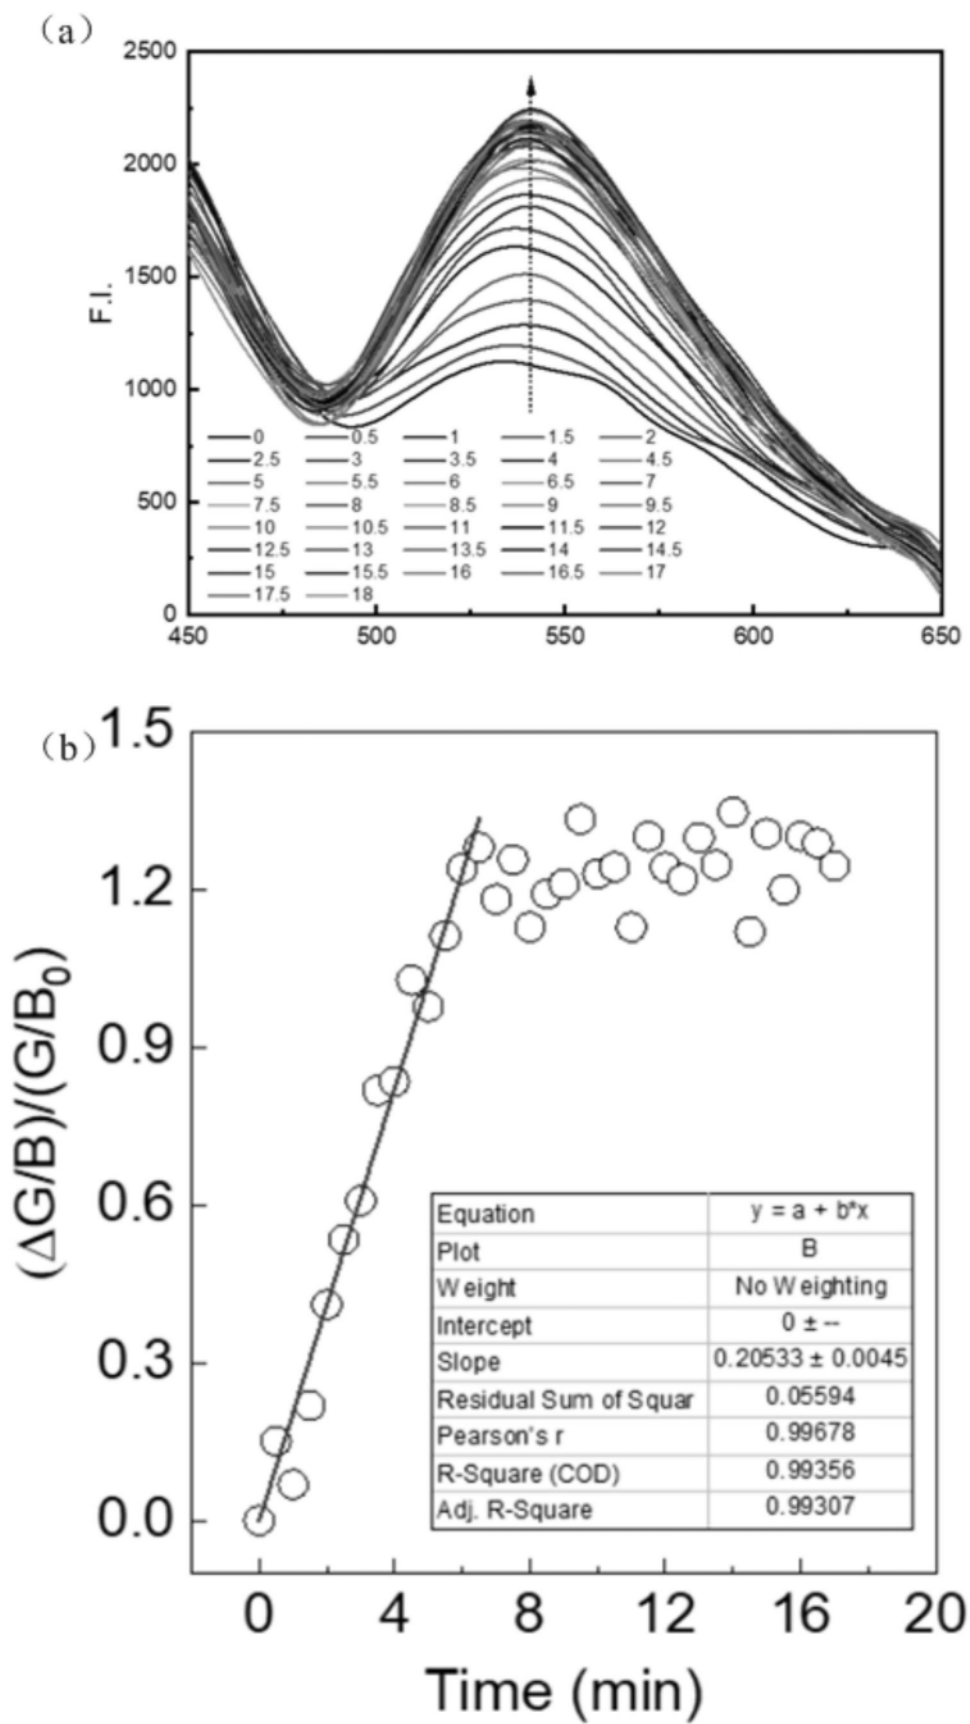 (a)
2500
2000
1500
1000
500
0
F.I.
0 0.5 1 1.5 2
2.5 3 3.5 4 4.5
5 5.5 6 6.5 7
7.5 8 8.5 9 9.5
10 10.5 11 11.5 12
12.5 13 13.5 14 14.5
15 15.5 16 16.5 17
17.5 18
450 500 550 600 650
(b)
1.5
1.2
0.9
0.6
0.3
0.0
(ΔG/B)/(G/B₀)
Equation y = a + b*x
Plot B
Weight No Weighting
Intercept 0 ± --
Slope 0.20533 ± 0.0045
Residual Sum of Squar 0.05594
Pearson's r 0.99678
R-Square (COD) 0.99356
Adj. R-Square 0.99307
0 4 8 12 16 20
Time (min)